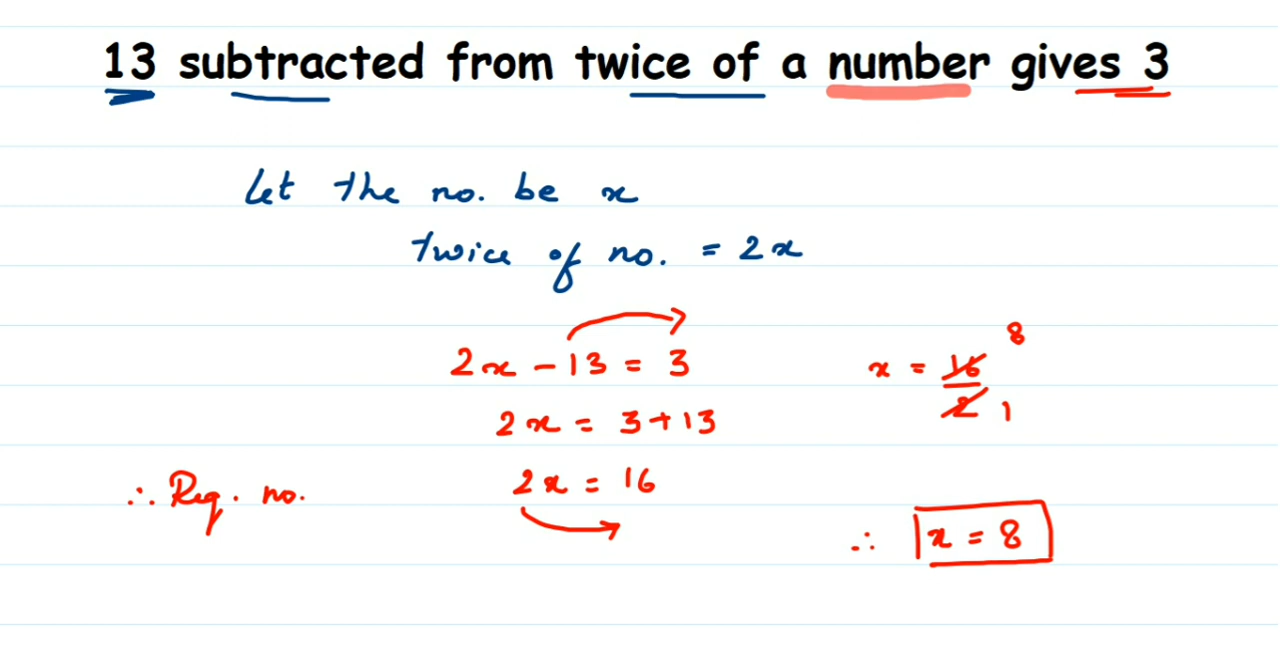 13 subtracted from twice of a number gives 3
Let the no. be x
twice of no. = 2x
2x - 13 = 3
2x = 3 + 13
2x = 16
x = 16/2 8 1
∴ x = 8
∴ Req. no.